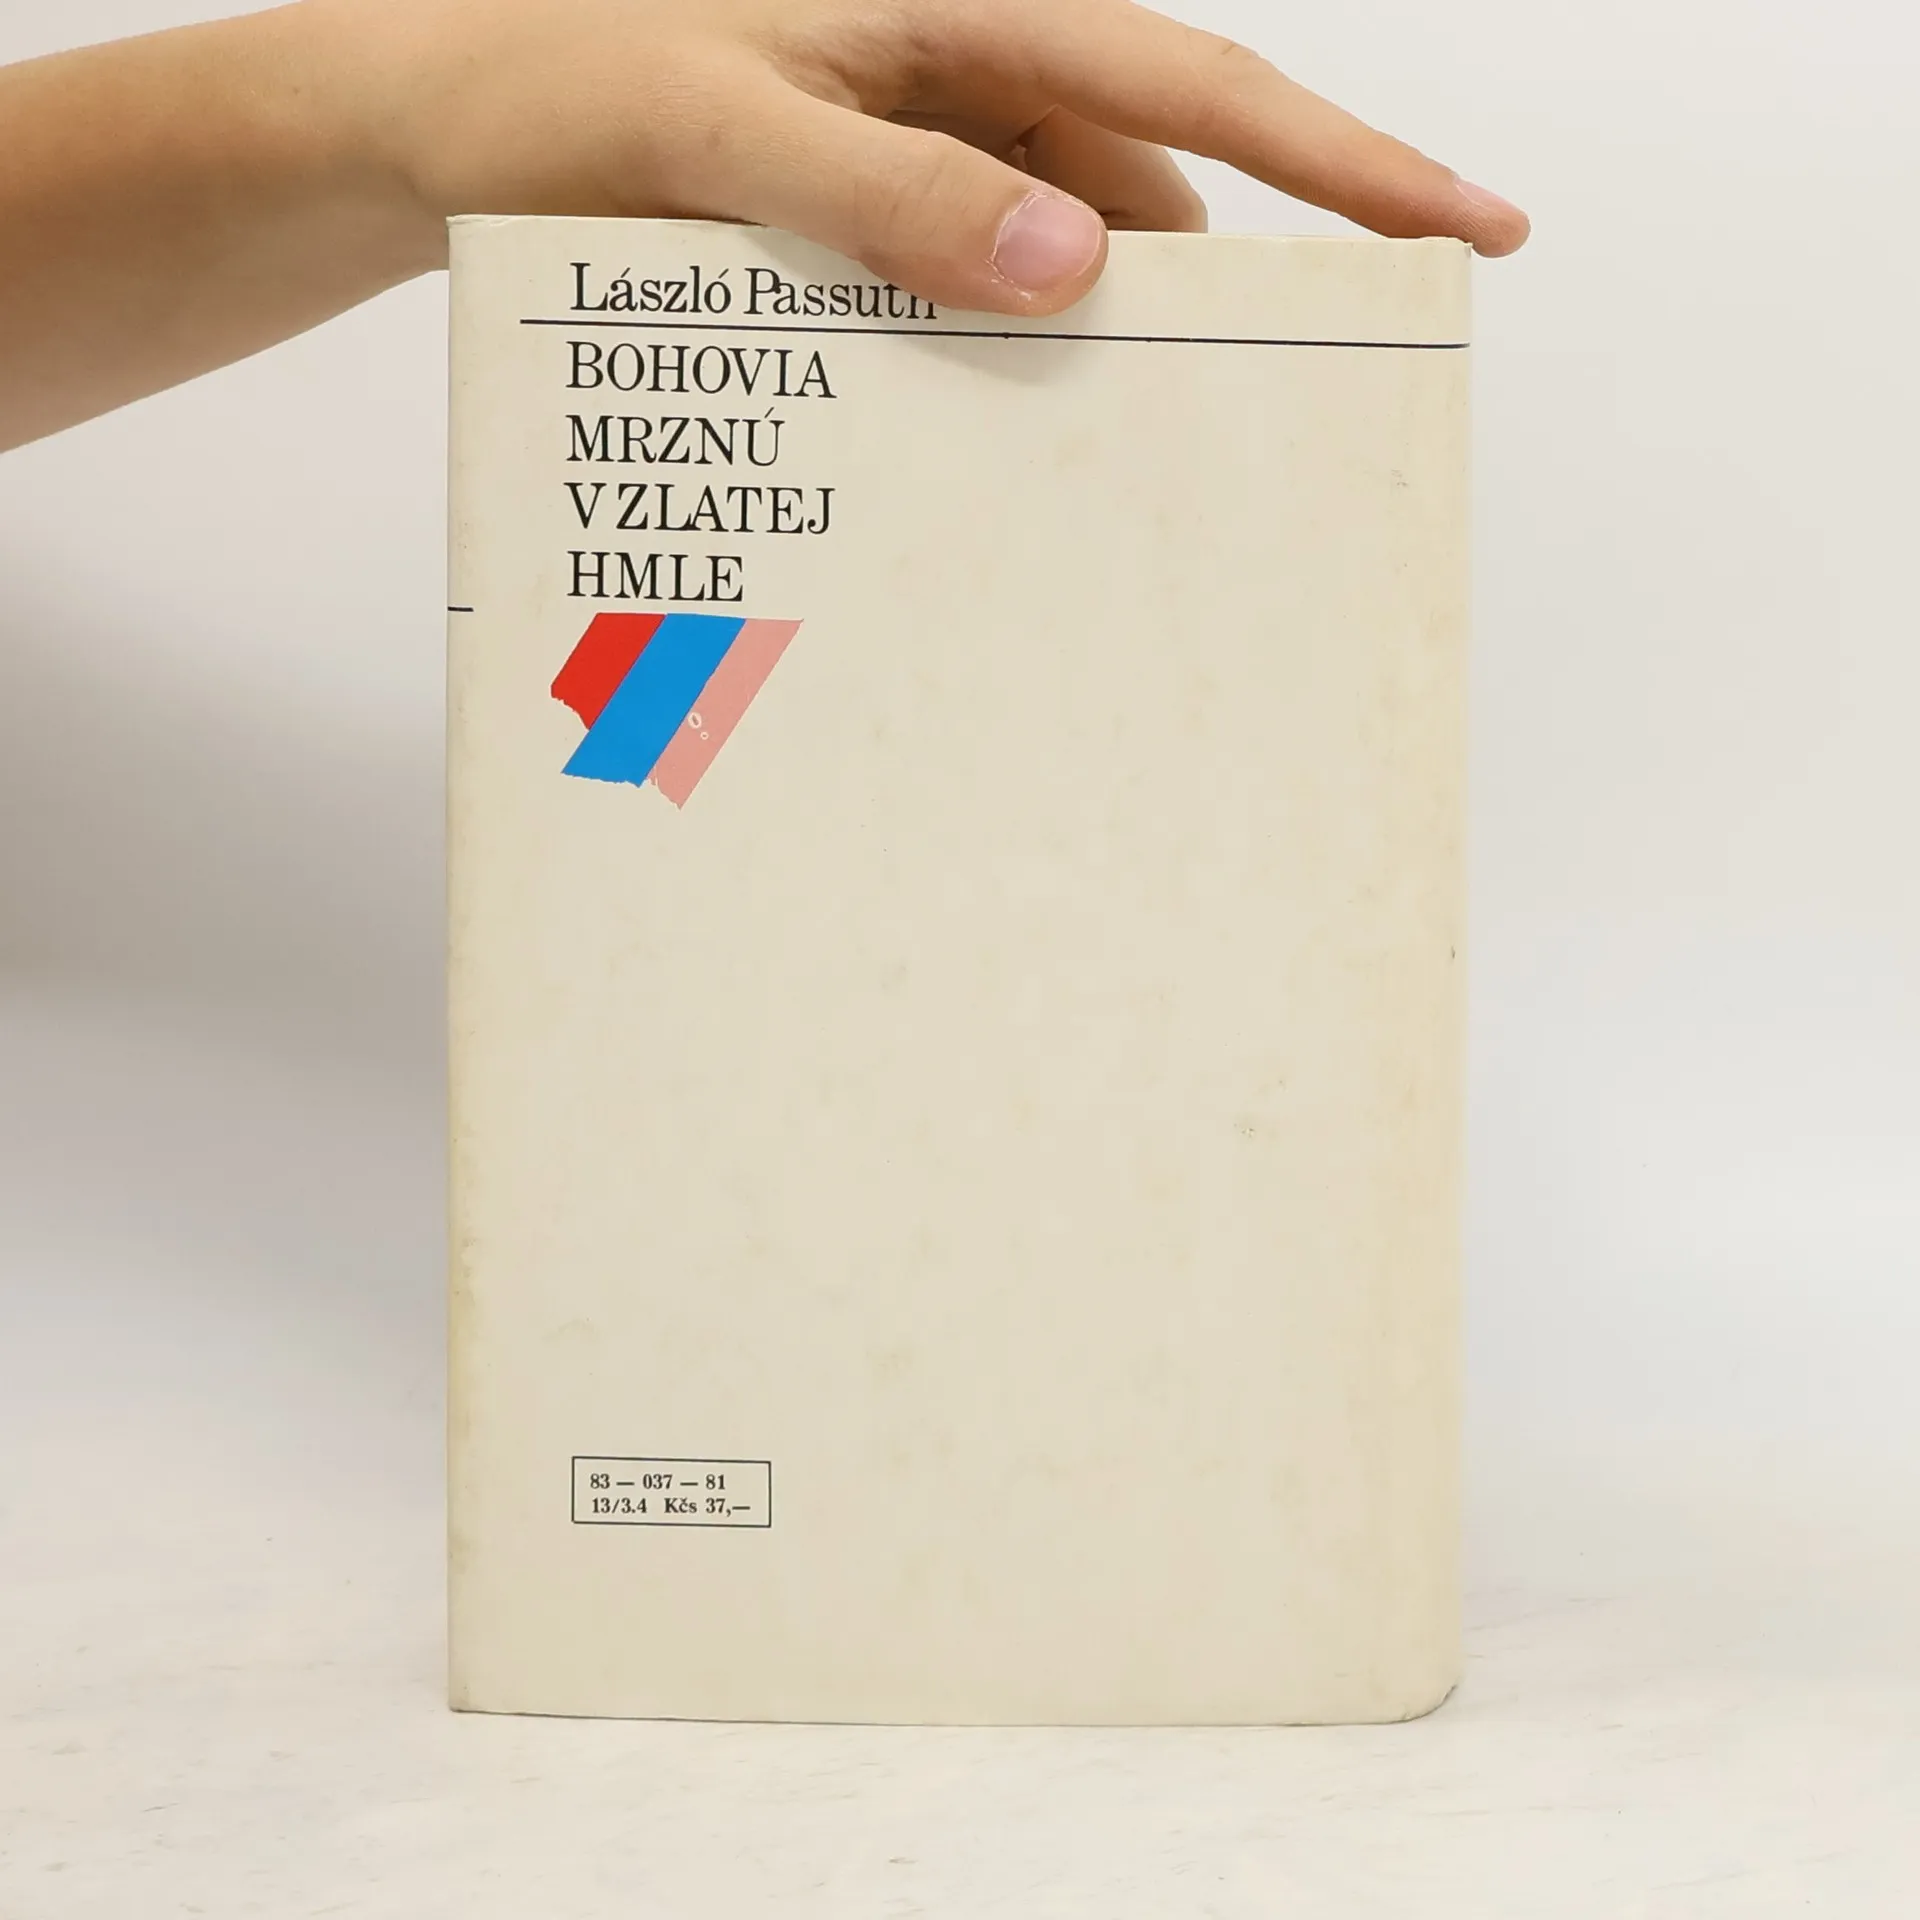 László Passuth
BOHOVIA
MRZNÚ
V ZLATEJ
HMLE
83 — 037 — 81
13/3.4 Kčs 37,—